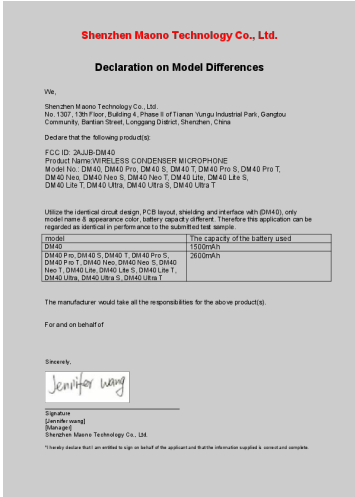 Shenzhen Maono Technology Co., Ltd.
Declaration on Model Differences
We,
Shenzhen Maono Technology Co., Ltd.
No. 1307, 13th Floor, Building 4, Phase II of Tianan Yungu Industrial Park, Gangtou
Community, Bantian Street, Longgang District, Shenzhen, China
Declare that the following product(s):
FCC ID: 2AJJB-DM40
Product Name:WIRELESS CONDENSER MICROPHONE
Model No.: DM40, DM40 Pro, DM40 S, DM40 T, DM40 Pro S, DM40 Pro T,
DM40 Neo, DM40 Neo S, DM40 Neo T, DM40 Lite, DM40 Lite S,
DM40 Lite T, DM40 Ultra, DM40 Ultra S, DM40 Ultra T
Utilize the identical circuit design, PCB layout, shielding and interface with (DM40), only
model name & appearance color, battery capacity different. Therefore this application can be
regarded as identical in performance to the submitted test sample.
model The capacity of the battery used
DM40 1500mAh
DM40 Pro, DM40 S, DM40 T, DM40 Pro S, 2600mAh
DM40 Pro T, DM40 Neo, DM40 Neo S, DM40
Neo T, DM40 Lite, DM40 Lite S, DM40 Lite T,
DM40 Ultra, DM40 Ultra S, DM40 Ultra T
The manufacturer would take all the responsibilities for the above product(s).
For and on behalf of
Sincerely,
Jennifer wang
Signature
[Jennifer wang]
[Manager]
Shenzhen Maono Technology Co., Ltd.
*I hereby declare that I am entitled to sign on behalf of the applicant and that the information supplied is correct and complete.